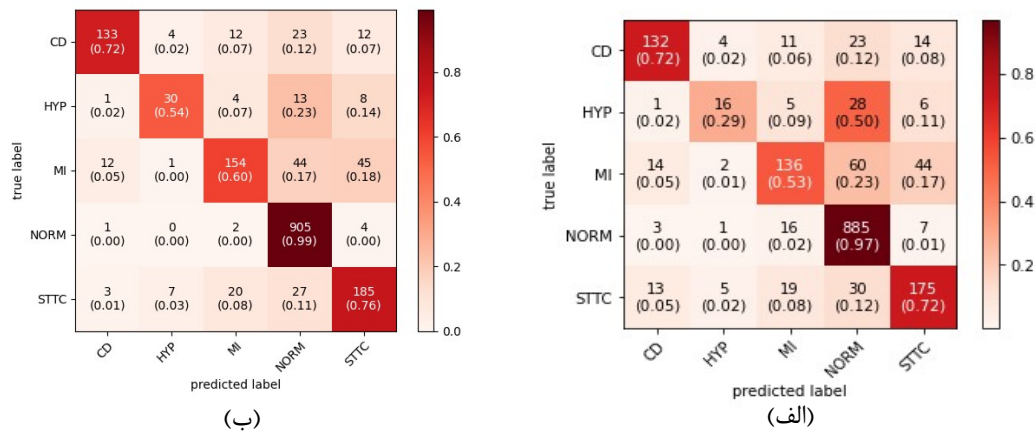 CD 133 4 12 23 12
(0.72) (0.02) (0.07) (0.12) (0.07)
HYP 1 30 4 13 8
(0.02) (0.54) (0.07) (0.23) (0.14)
MI 12 1 154 44 45
(0.05) (0.00) (0.60) (0.17) (0.18)
NORM 1 0 2 905 4
(0.00) (0.00) (0.00) (0.99) (0.00)
STTC 3 7 20 27 185
(0.01) (0.03) (0.08) (0.11) (0.76)
CD HYP MI NORM STTC
true label
predicted label
0.8
0.6
0.4
0.2
0.0
(ب)
CD 132 4 11 23 14
(0.72) (0.02) (0.06) (0.12) (0.08)
HYP 1 16 5 28 6
(0.02) (0.29) (0.09) (0.50) (0.11)
MI 14 2 136 60 44
(0.05) (0.01) (0.53) (0.23) (0.17)
NORM 3 1 16 885 7
(0.00) (0.00) (0.02) (0.97) (0.01)
STTC 13 5 19 30 175
(0.05) (0.02) (0.08) (0.12) (0.72)
CD HYP MI NORM STTC
true label
predicted label
0.8
0.6
0.4
0.2
(الف)